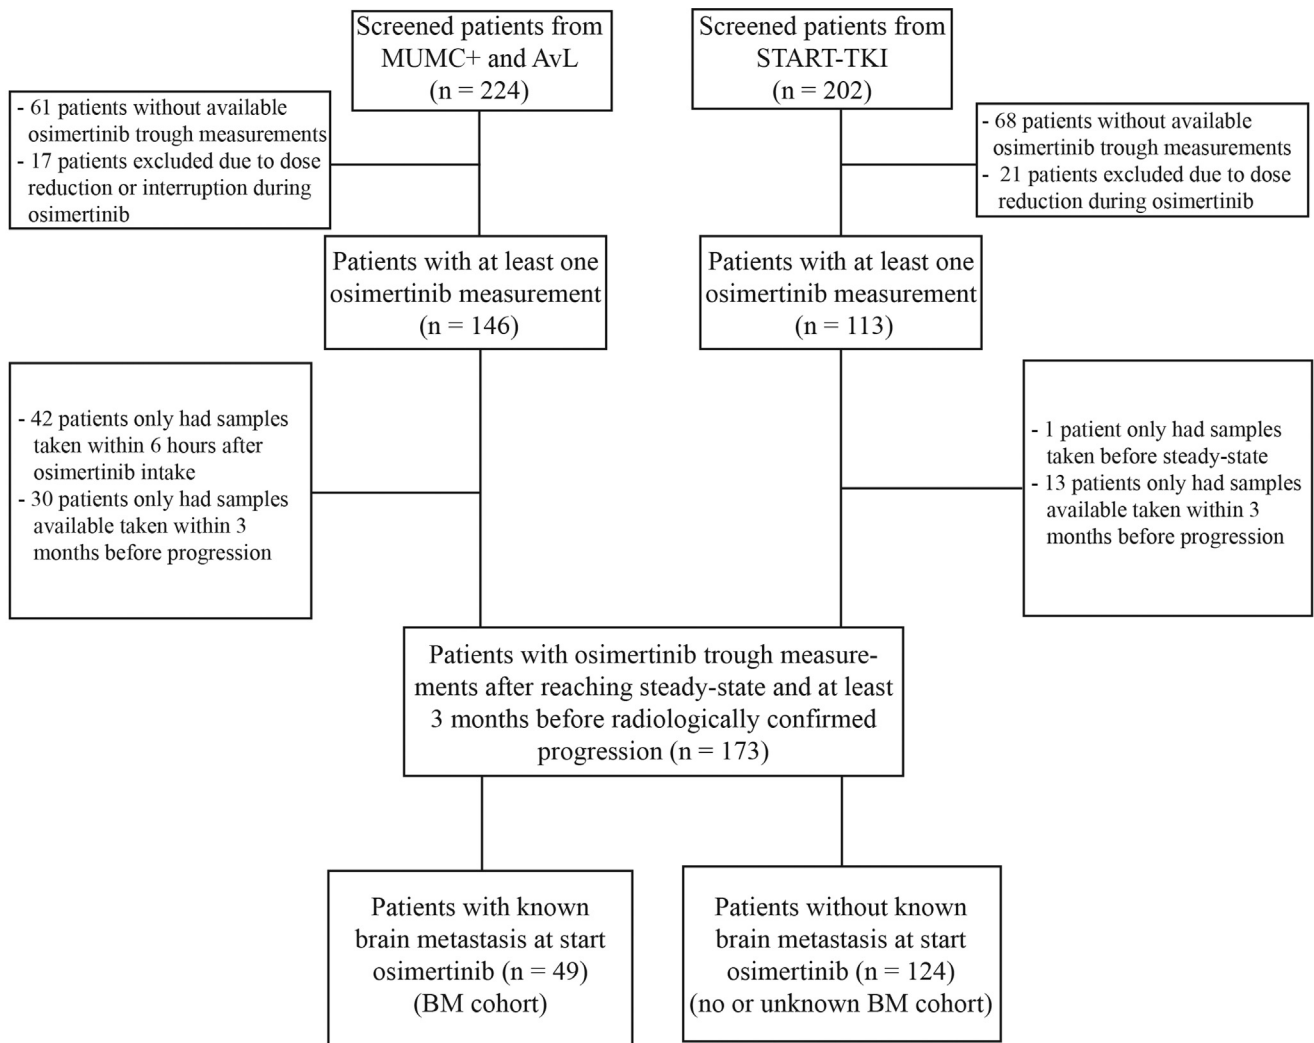 Screened patients from
MUMC+ and AvL
(n = 224)
Screened patients from
START-TKI
(n = 202)
- 61 patients without available
osimertinib trough measurements
- 17 patients excluded due to dose
reduction or interruption during
osimertinib
- 68 patients without available
osimertinib trough measurements
- 21 patients excluded due to dose
reduction during osimertinib
Patients with at least one
osimertinib measurement
(n = 146)
Patients with at least one
osimertinib measurement
(n = 113)
- 42 patients only had samples
taken within 6 hours after
osimertinib intake
- 30 patients only had samples
available taken within 3
months before progression
- 1 patient only had samples
taken before steady-state
- 13 patients only had samples
available taken within 3
months before progression
Patients with osimertinib trough measure-
ments after reaching steady-state and at least
3 months before radiologically confirmed
progression (n = 173)
Patients with known
brain metastasis at start
osimertinib (n = 49)
(BM cohort)
Patients without known
brain metastasis at start
osimertinib (n = 124)
(no or unknown BM cohort)